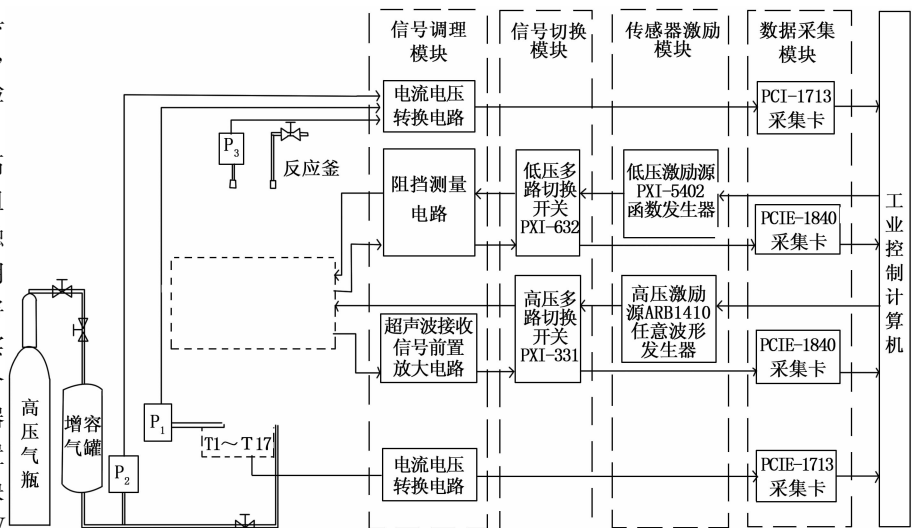 信号调理
模块
信号切换
模块
传感器激励
模块
数据采集
模块
电流电压
转换电路
PCI-1713
采集卡
P3
反应釜
阻挡测量
电路
低压多
路切换
开关
PXI-632
低压激励源
PXI-5402
函数发生器
PCIE-1840
采集卡
工业控制计算机
超声波接收
信号前置
放大电路
高压多
路切换
开关
PXI-331
高压激励
源ARB1410
任意波形
发生器
PCIE-1840
采集卡
高压气瓶
增容
气罐
P1
T1～T17
P2
电流电压
转换电路
PCIE-1713
采集卡